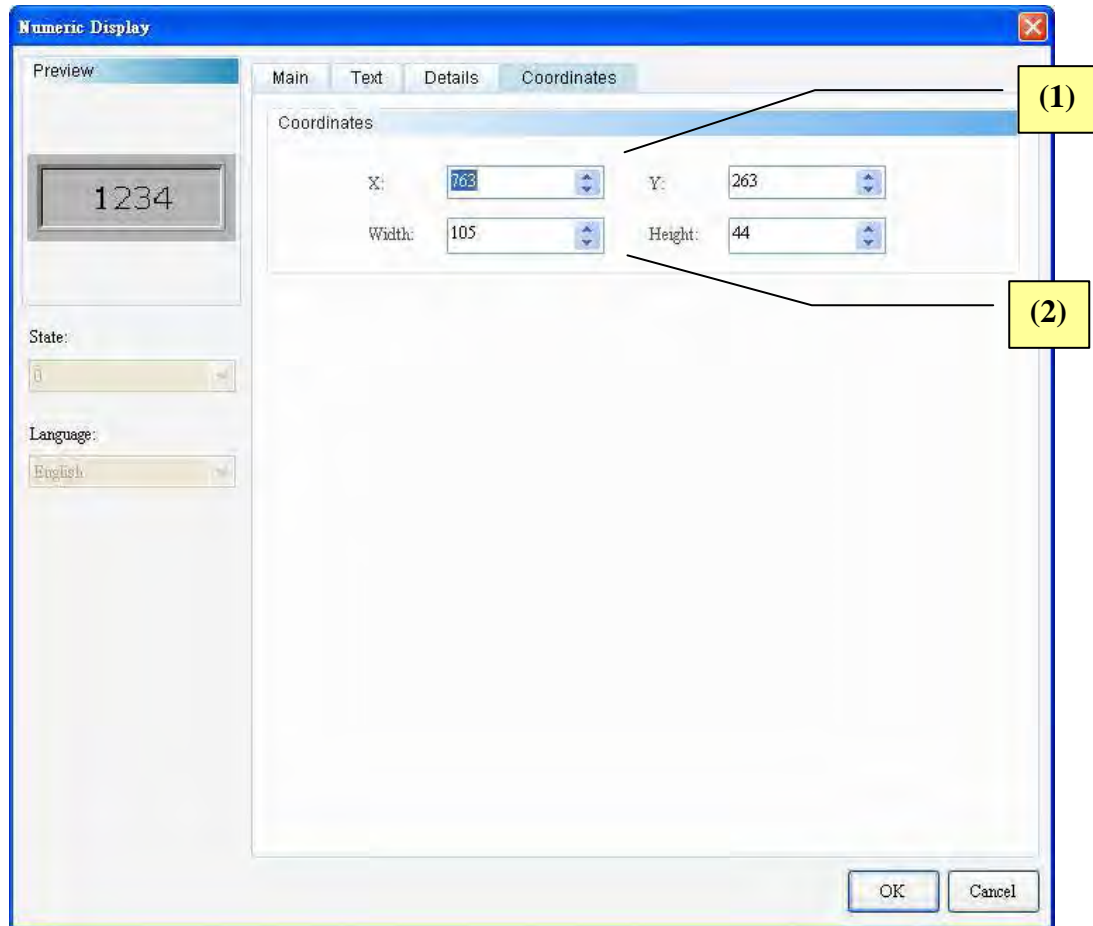 Numeric Display
Preview
Main Text Details Coordinates
(1)
Coordinates
X: 763 Y: 263
1234
Width: 105 Height: 44
(2)
State:
0
Language:
English
OK Cancel